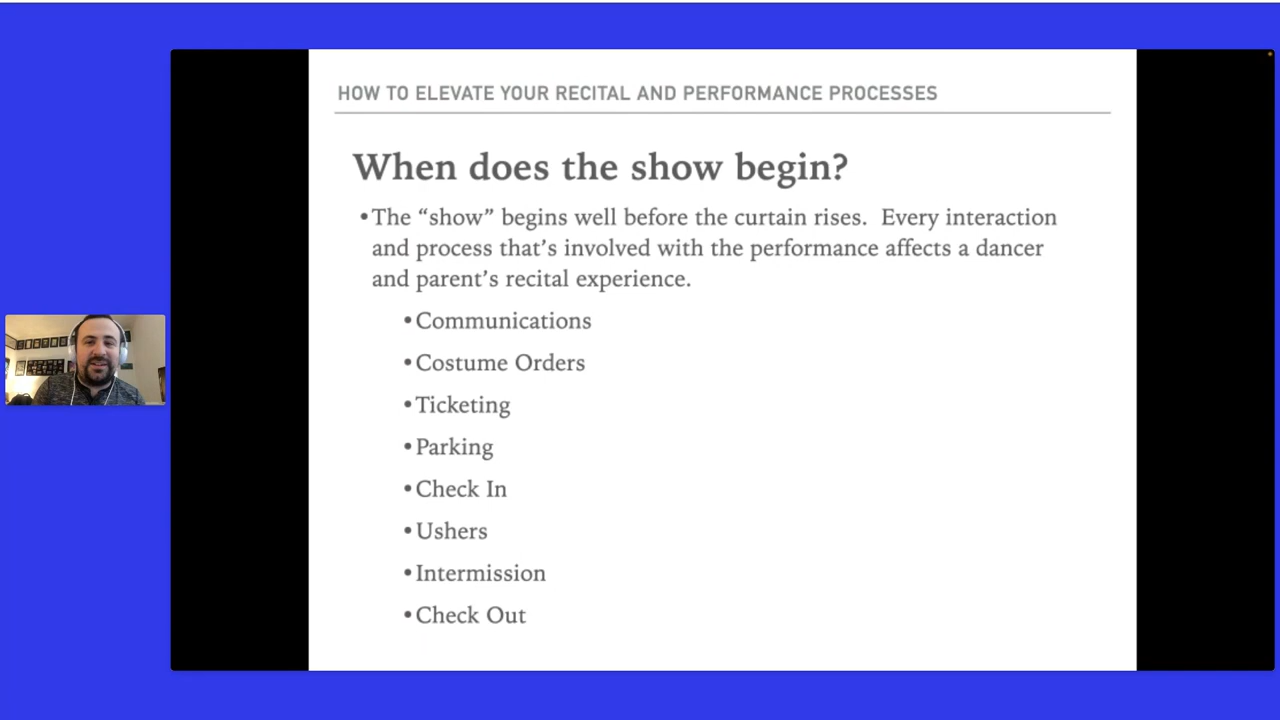 HOW TO ELEVATE YOUR RECITAL AND PERFORMANCE PROCESSES
When does the show begin?
•The “show” begins well before the curtain rises.  Every interaction
and process that’s involved with the performance affects a dancer
and parent’s recital experience.
•Communications
•Costume Orders
•Ticketing
•Parking
•Check In
•Ushers
•Intermission
•Check Out